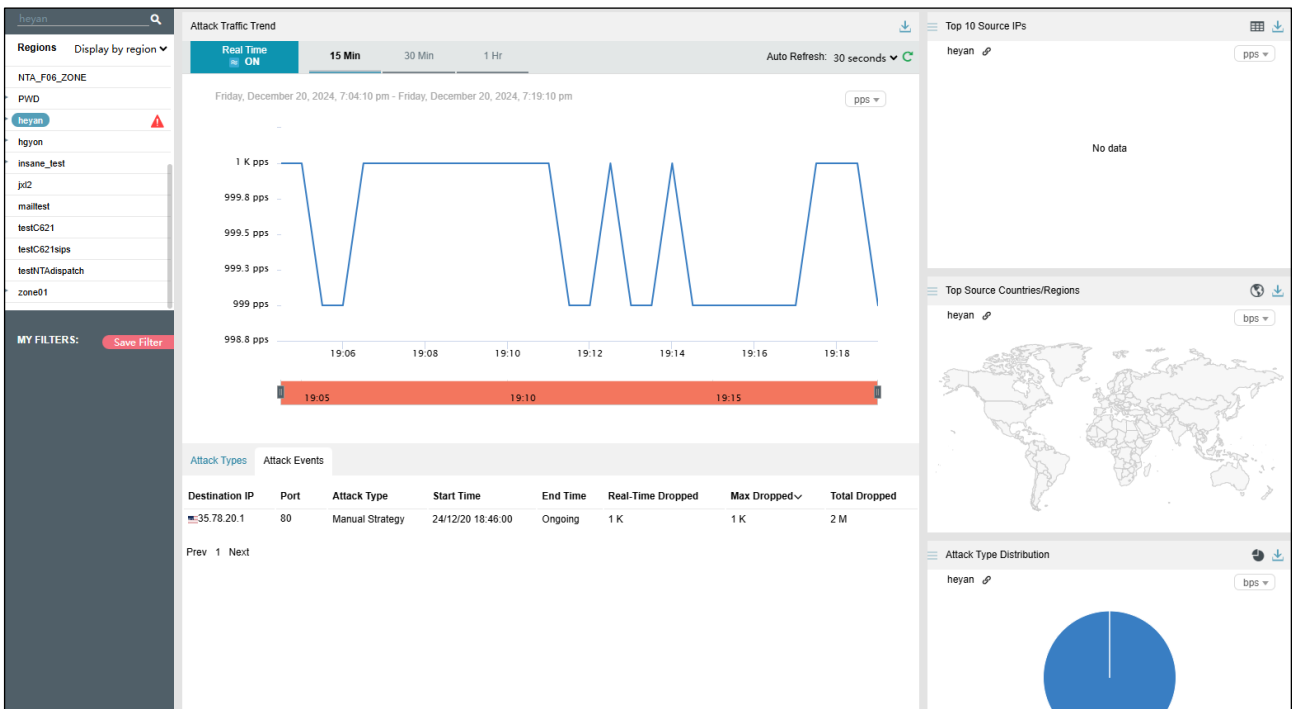 heyan
Regions Display by region
NTA_F06_ZONE
PWD
heyan
hgyon
insane_test
jxl2
mailtest
testC621
testC621sips
testNTAdispatch
zone01
MY FILTERS: Save Filter
Attack Traffic Trend
Real Time
ON
15 Min 30 Min 1 Hr
Auto Refresh: 30 seconds
Friday, December 20, 2024, 7:04:10 pm - Friday, December 20, 2024, 7:19:10 pm
pps
1 K pps
999.8 pps
999.5 pps
999.3 pps
999 pps
998.8 pps
19:06 19:08 19:10 19:12 19:14 19:16 19:18
19:05 19:10 19:15
Attack Types Attack Events
Destination IP Port Attack Type Start Time End Time Real-Time Dropped Max Dropped Total Dropped
35.78.20.1 80 Manual Strategy 24/12/20 18:46:00 Ongoing 1 K 1 K 2 M
Prev 1 Next
Top 10 Source IPs
heyan
pps
No data
Top Source Countries/Regions
heyan
bps
Attack Type Distribution
heyan
bps